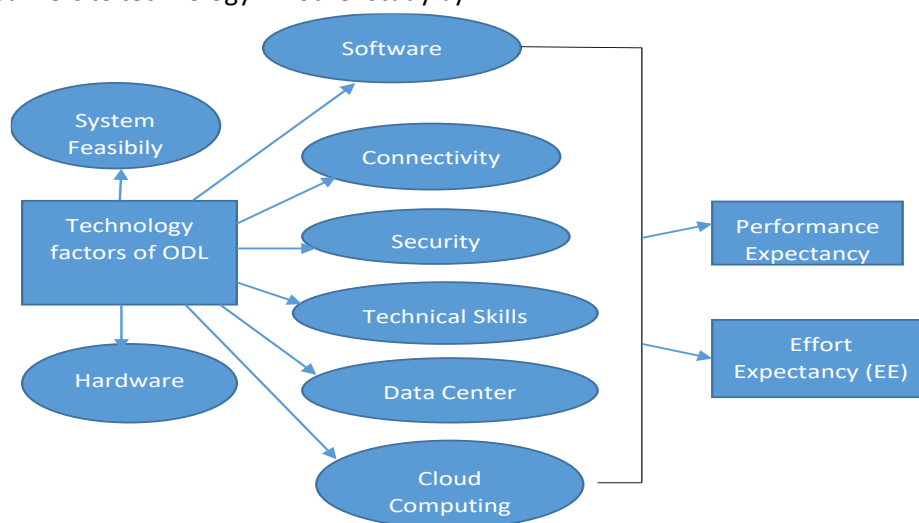 Software
System
Feasibily
Connectivity
Technology
factors of ODL
Security
Performance
Expectancy
Technical Skills
Hardware
Data Center
Effort
Expectancy (EE)
Cloud
Computing